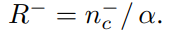 R⁻ = n_c⁻ / α.